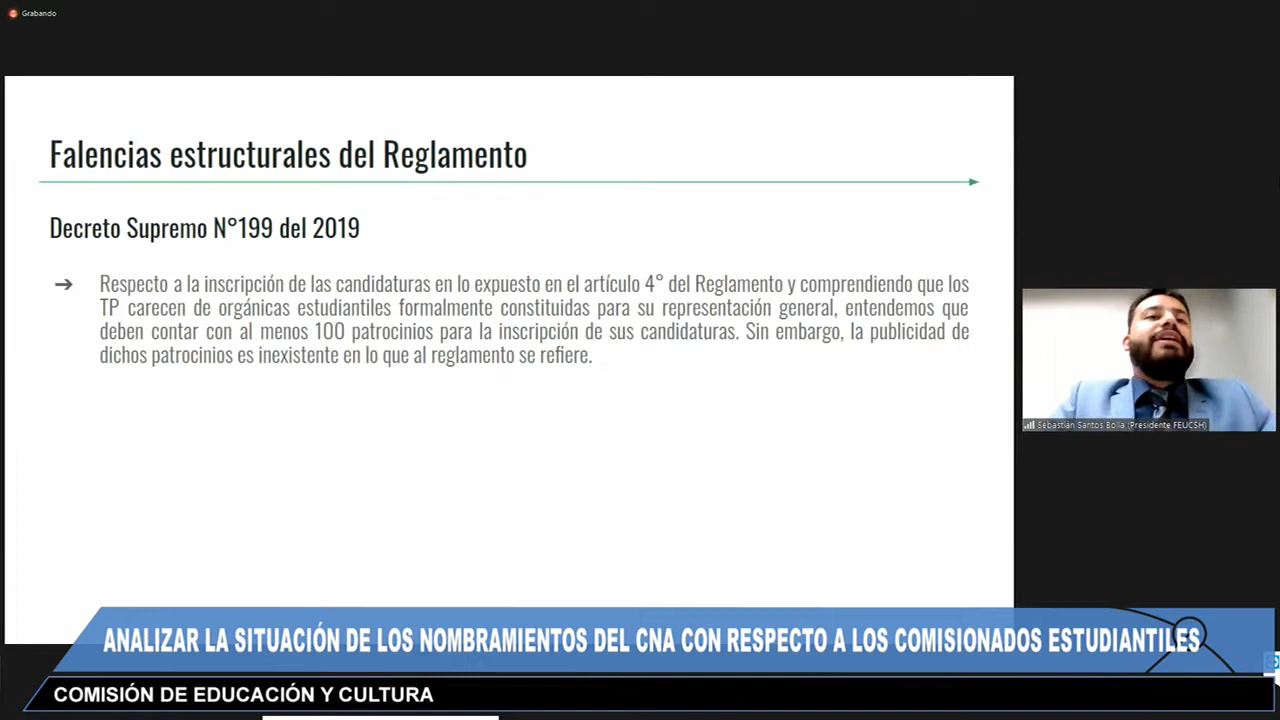 Grabando
Falencias estructurales del Reglamento
Decreto Supremo N°199 del 2019
➔ Respecto a la inscripción de las candidaturas en lo expuesto en el artículo 4° del Reglamento y comprendiendo que los
TP carecen de orgánicas estudiantiles formalmente constituidas para su representación general, entendemos que
deben contar con al menos 100 patrocinios para la inscripción de sus candidaturas. Sin embargo, la publicidad de
dichos patrocinios es inexistente en lo que al reglamento se refiere.
Sebastián Santos Bolla (Presidente FEUCSH)
ANALIZAR LA SITUACIÓN DE LOS NOMBRAMIENTOS DEL CNA CON RESPECTO A LOS COMISIONADOS ESTUDIANTILES
COMISIÓN DE EDUCACIÓN Y CULTURA